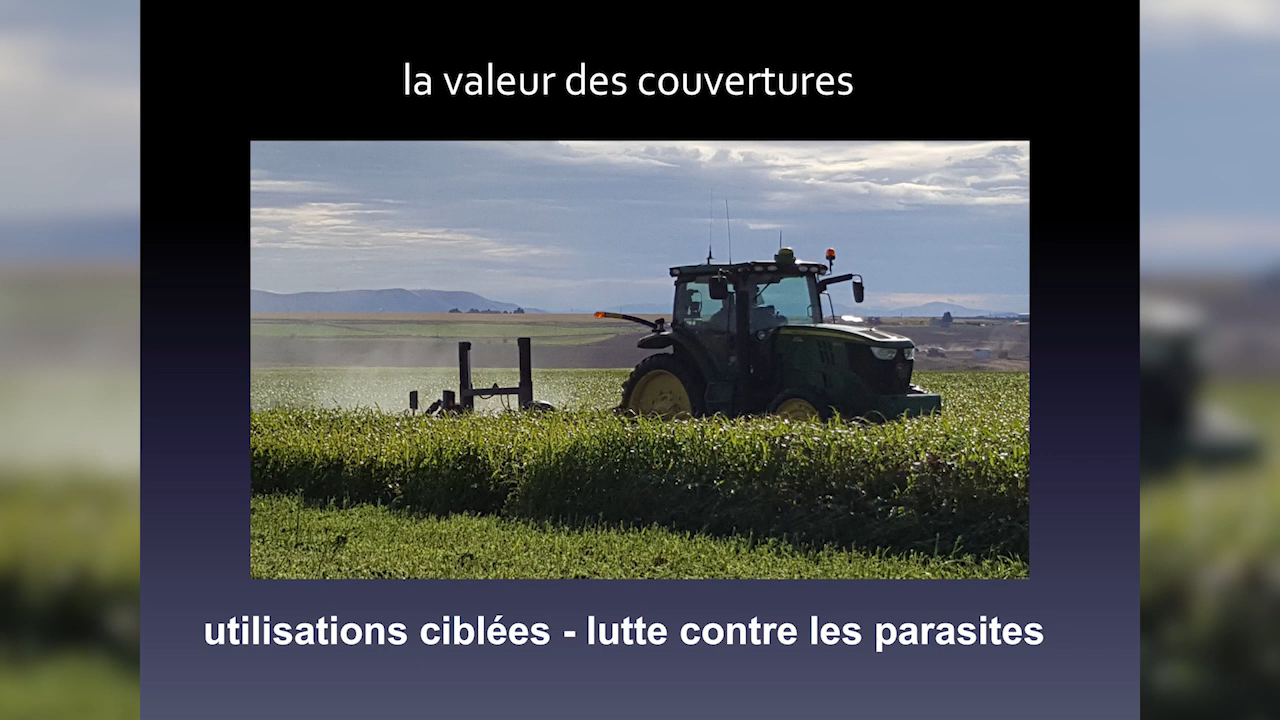 la valeur des couvertures
utilisations ciblées - lutte contre les parasites